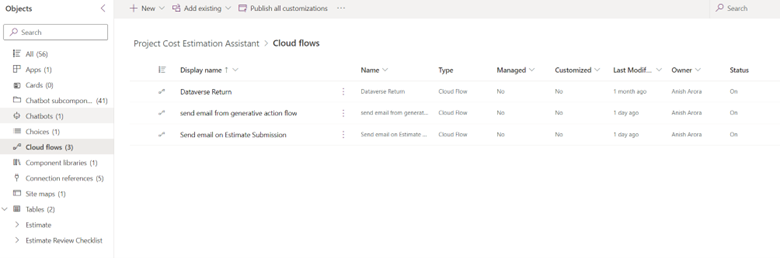 Objects
Search
All (56)
Apps (1)
Cards (0)
Chatbot subcompon... (41)
Chatbots (1)
Choices (1)
Cloud flows (3)
Component libraries (1)
Connection references (5)
Site maps (1)
Tables (2)
Estimate
Estimate Review Checklist
New Add existing Publish all customizations ... Search
Project Cost Estimation Assistant > Cloud flows
Display name Name Type Managed Customized Last Modif... Owner Status
Dataverse Return Dataverse Return Cloud Flow No No 1 month ago Anish Arora On
send email from generative action flow send email from generat... Cloud Flow No No 1 day ago Anish Arora On
Send email on Estimate Submission Send email on Estimate ... Cloud Flow No No 1 day ago Anish Arora On